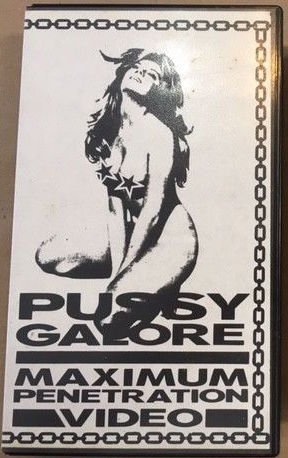 PUSSY
GALORE
MAXIMUM
PENETRATION
VIDEO